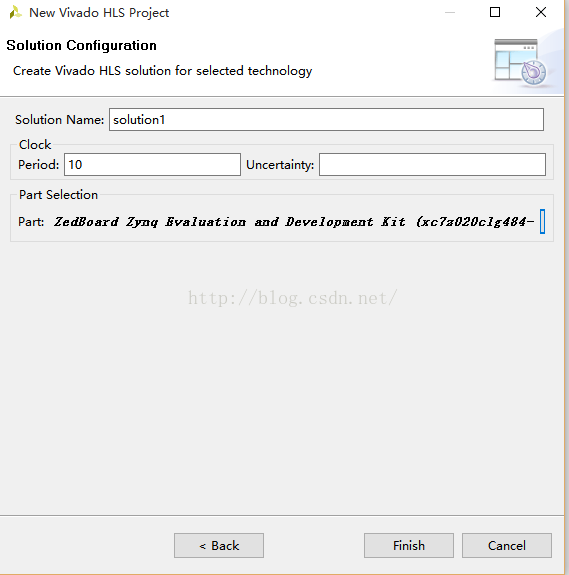 New Vivado HLS Project
Solution Configuration
Create Vivado HLS solution for selected technology
Solution Name: solution1
Clock
Period: 10 Uncertainty:
Part Selection
Part: ZedBoard Zynq Evaluation and Development Kit (xc7z020clg484-
http://blog.csdn.net/
< Back Finish Cancel